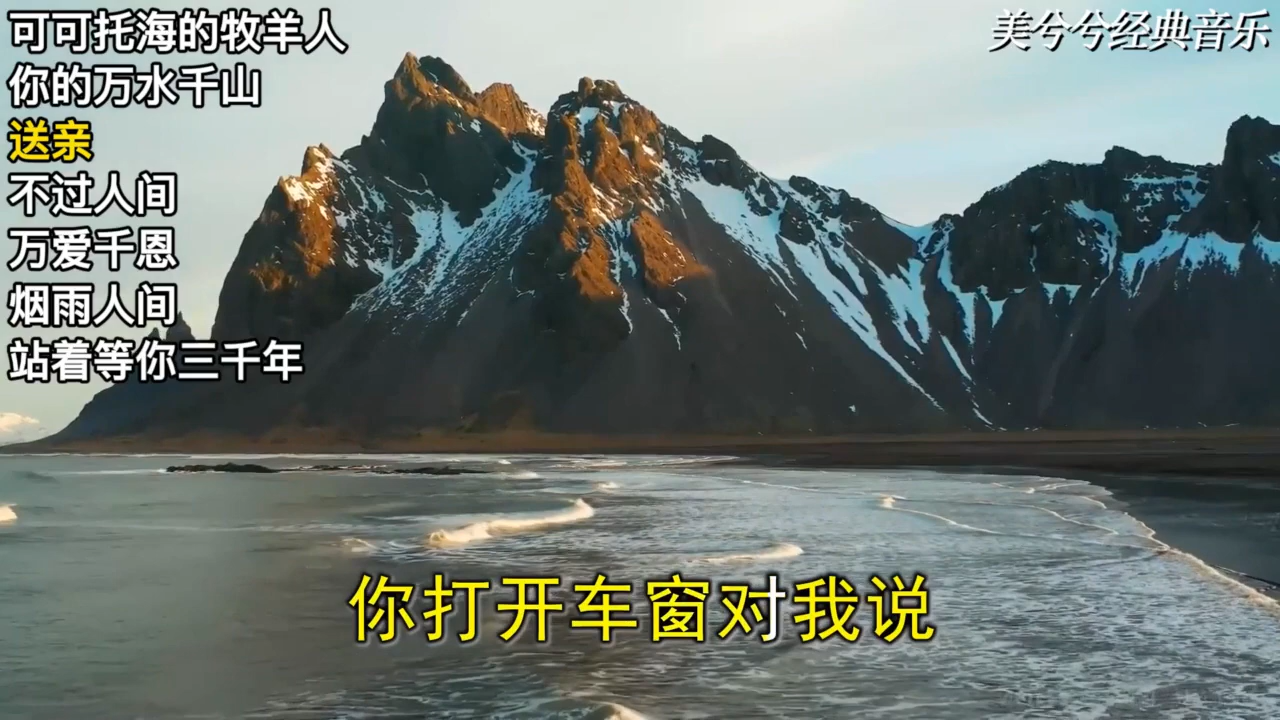 可可托海的牧羊人
美兮兮经典音乐
你的万水千山
送亲
不过人间
万爱千恩
烟雨人间
站着等你三千年
你打开车窗对我说